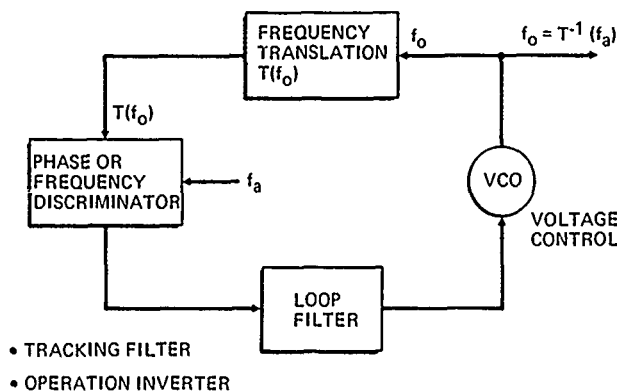 FREQUENCY
TRANSLATION
T(fo)
fo
fo = T-1 (fa)
T(fo)
PHASE OR
FREQUENCY
DISCRIMINATOR
fa
VCO
VOLTAGE
CONTROL
LOOP
FILTER
• TRACKING FILTER
• OPERATION INVERTER